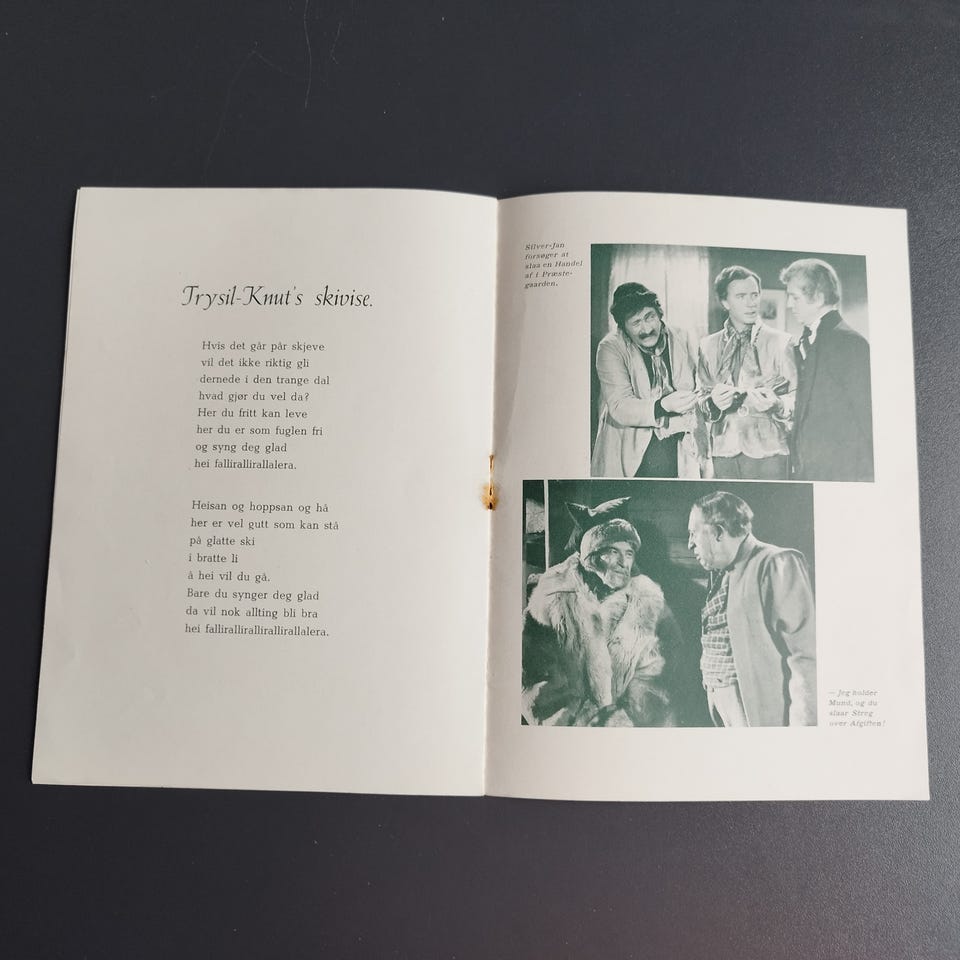 Trysil-Knut's skivise.
Hvis det går pår skjeve
vil det ikke riktig gli
dernede i den trange dal
hvad gjør du vel da?
Her du fritt kan leve
her du er som fuglen fri
og syng deg glad
hei fallirallirallalera.
Heisan og hoppsan og hå
her er vel gutt som kan stå
på glatte ski
i bratte li
å hei vil du gå.
Bare du synger deg glad
da vil nok allting bli bra
hei fallirallirallirallirallalera.
Silver-Jan
forsøger at
slaa en Handel
af i Præste-
gaarden.
— Jeg holder
Mund, og du
slaar Streg
over Afgiften!